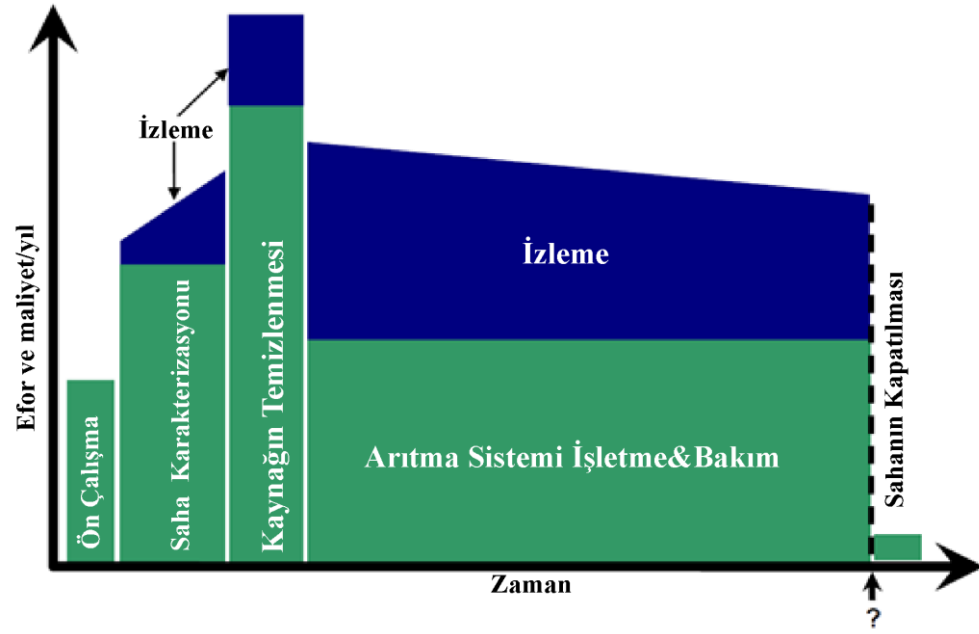 Efor ve maliyet/yıl
İzleme
Ön Çalışma
Saha Karakterizasyonu
Kaynağın Temizlenmesi
İzleme
Arıtma Sistemi İşletme&Bakım
Sahanın Kapatılması
Zaman
?